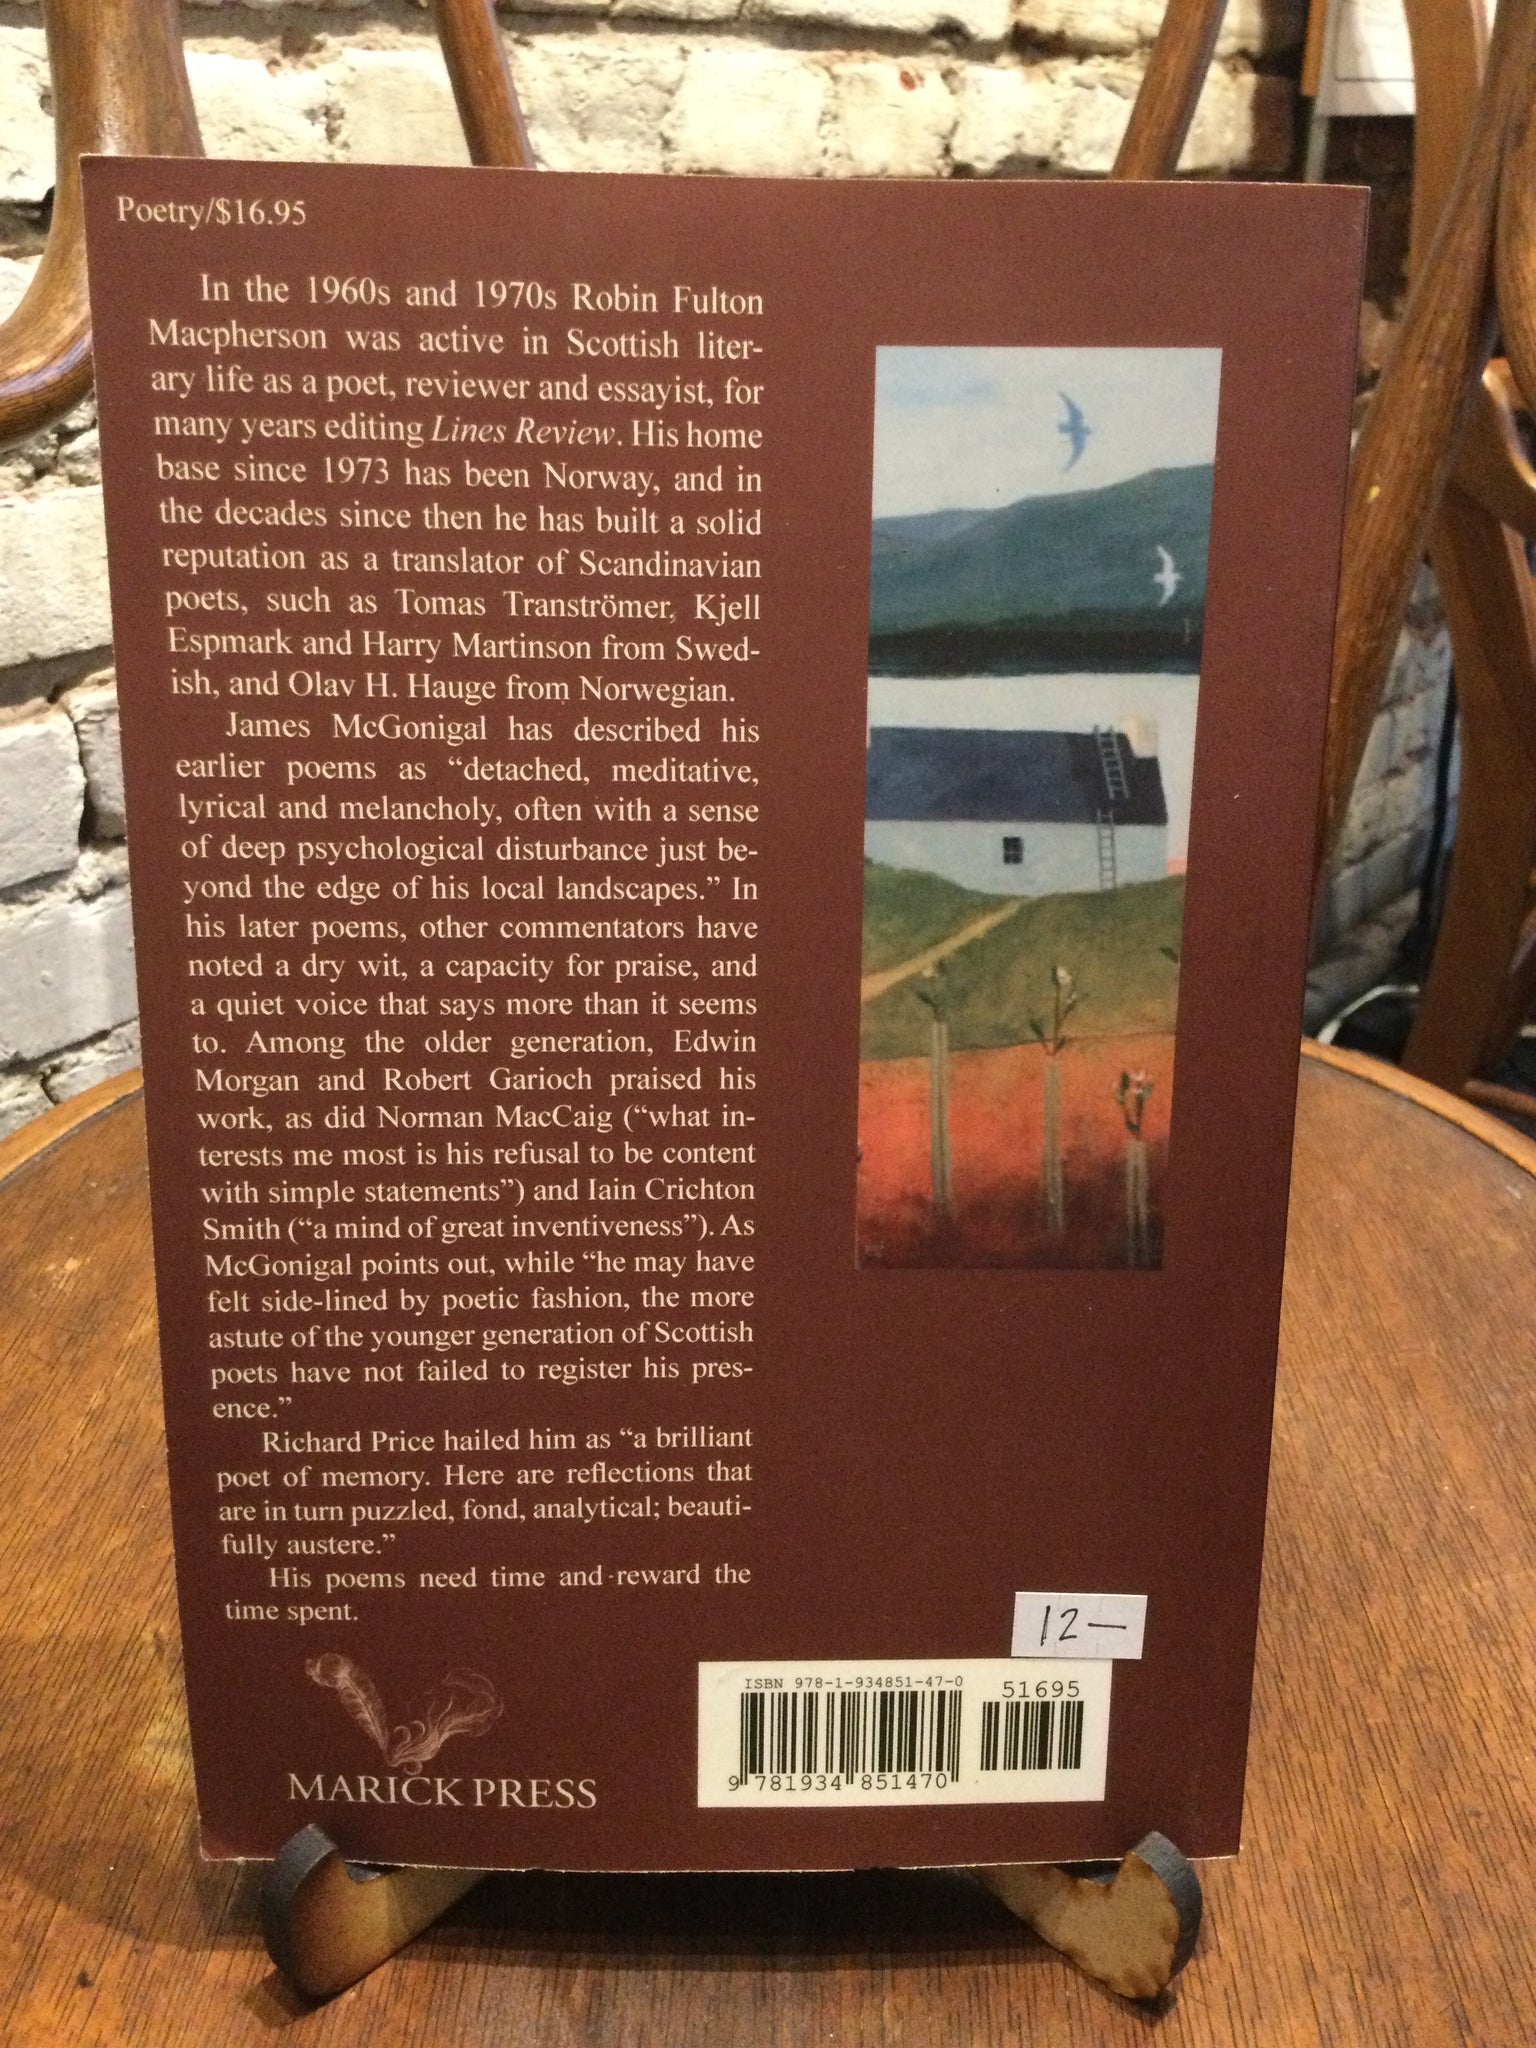 Poetry/$16.95
In the 1960s and 1970s Robin Fulton
Macpherson was active in Scottish liter-
ary life as a poet, reviewer and essayist, for
many years editing Lines Review. His home
base since 1973 has been Norway, and in
the decades since then he has built a solid
reputation as a translator of Scandinavian
poets, such as Tomas Tranströmer, Kjell
Espmark and Harry Martinson from Swed-
ish, and Olav H. Hauge from Norwegian.
James McGonigal has described his
earlier poems as “detached, meditative,
lyrical and melancholy, often with a sense
of deep psychological disturbance just be-
yond the edge of his local landscapes.” In
his later poems, other commentators have
noted a dry wit, a capacity for praise, and
a quiet voice that says more than it seems
to. Among the older generation, Edwin
Morgan and Robert Garioch praised his
work, as did Norman MacCaig (“what in-
terests me most is his refusal to be content
with simple statements”) and Iain Crichton
Smith (“a mind of great inventiveness”). As
McGonigal points out, while “he may have
felt side-lined by poetic fashion, the more
astute of the younger generation of Scottish
poets have not failed to register his pres-
ence.”
Richard Price hailed him as “a brilliant
poet of memory. Here are reflections that
are in turn puzzled, fond, analytical; beauti-
fully austere.”
His poems need time and reward the
time spent.
MARICK PRESS
12—
ISBN 978-1-934851-47-0
51695
9 781934 851470